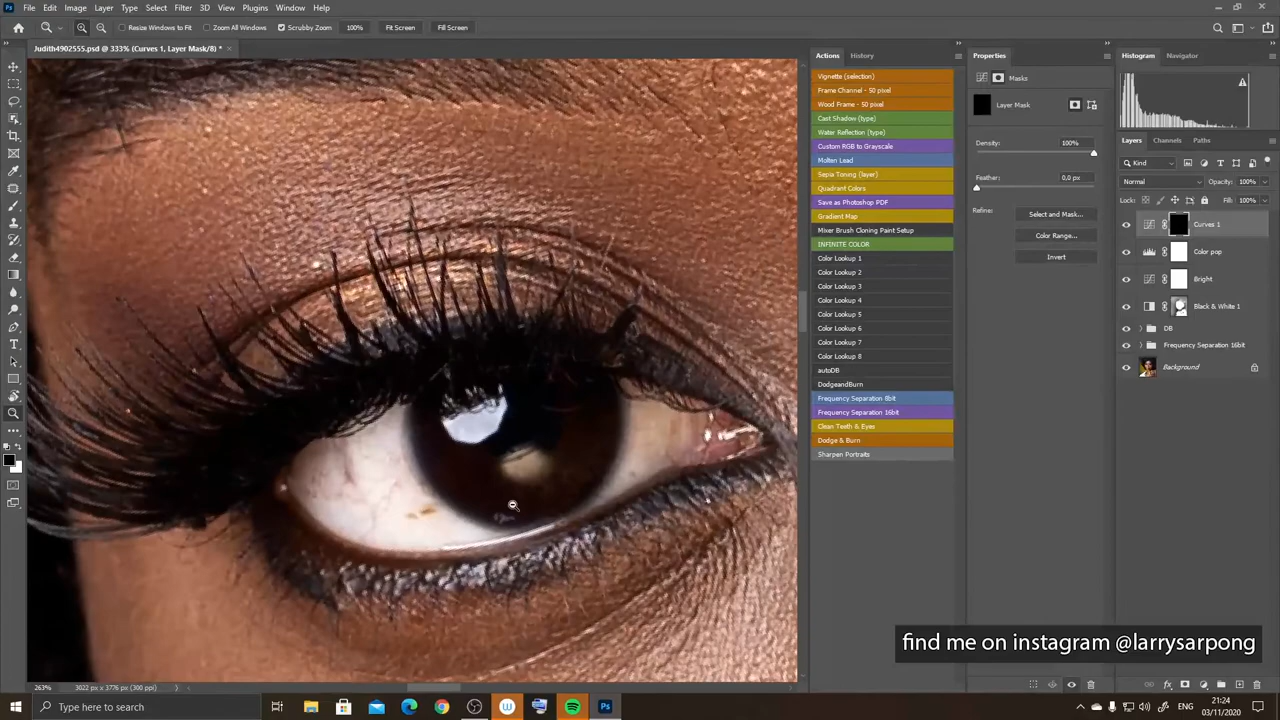 File Edit Image Layer Type Select Filter 3D View Plugins Window Help
Resize Windows to Fit Zoom All Windows Scrubby Zoom 100% Fit Screen Fill Screen
Judith4902555.psd @ 333% (Curves 1, Layer Mask/8) * ×
Actions History
Vignette (selection)
Frame Channel - 50 pixel
Wood Frame - 50 pixel
Cast Shadow (type)
Water Reflection (type)
Custom RGB to Grayscale
Molten Lead
Sepia Toning (layer)
Quadrant Colors
Save as Photoshop PDF
Gradient Map
Mixer Brush Cloning Paint Setup
INFINITE COLOR
Color Lookup 1
Color Lookup 2
Color Lookup 3
Color Lookup 4
Color Lookup 5
Color Lookup 6
Color Lookup 7
Color Lookup 8
autoDB
DodgeandBurn
Frequency Separation 8bit
Frequency Separation 16bit
Clean Teeth & Eyes
Dodge & Burn
Sharpen Portraits
Properties
Masks
Layer Mask
Density: 100%
Feather: 0,0 px
Refine: Select and Mask...
Color Range...
Invert
Histogram Navigator
Layers Channels Paths
Kind
Normal Opacity: 100%
Lock: Fill: 100%
Curves 1
Color pop
Bright
Black & White 1
DB
Frequency Separation 16bit
Background
find me on instagram @larrysarpong
263% 3022 px x 3776 px (300 ppi)
Type here to search
ENG
21:24
03/11/2020